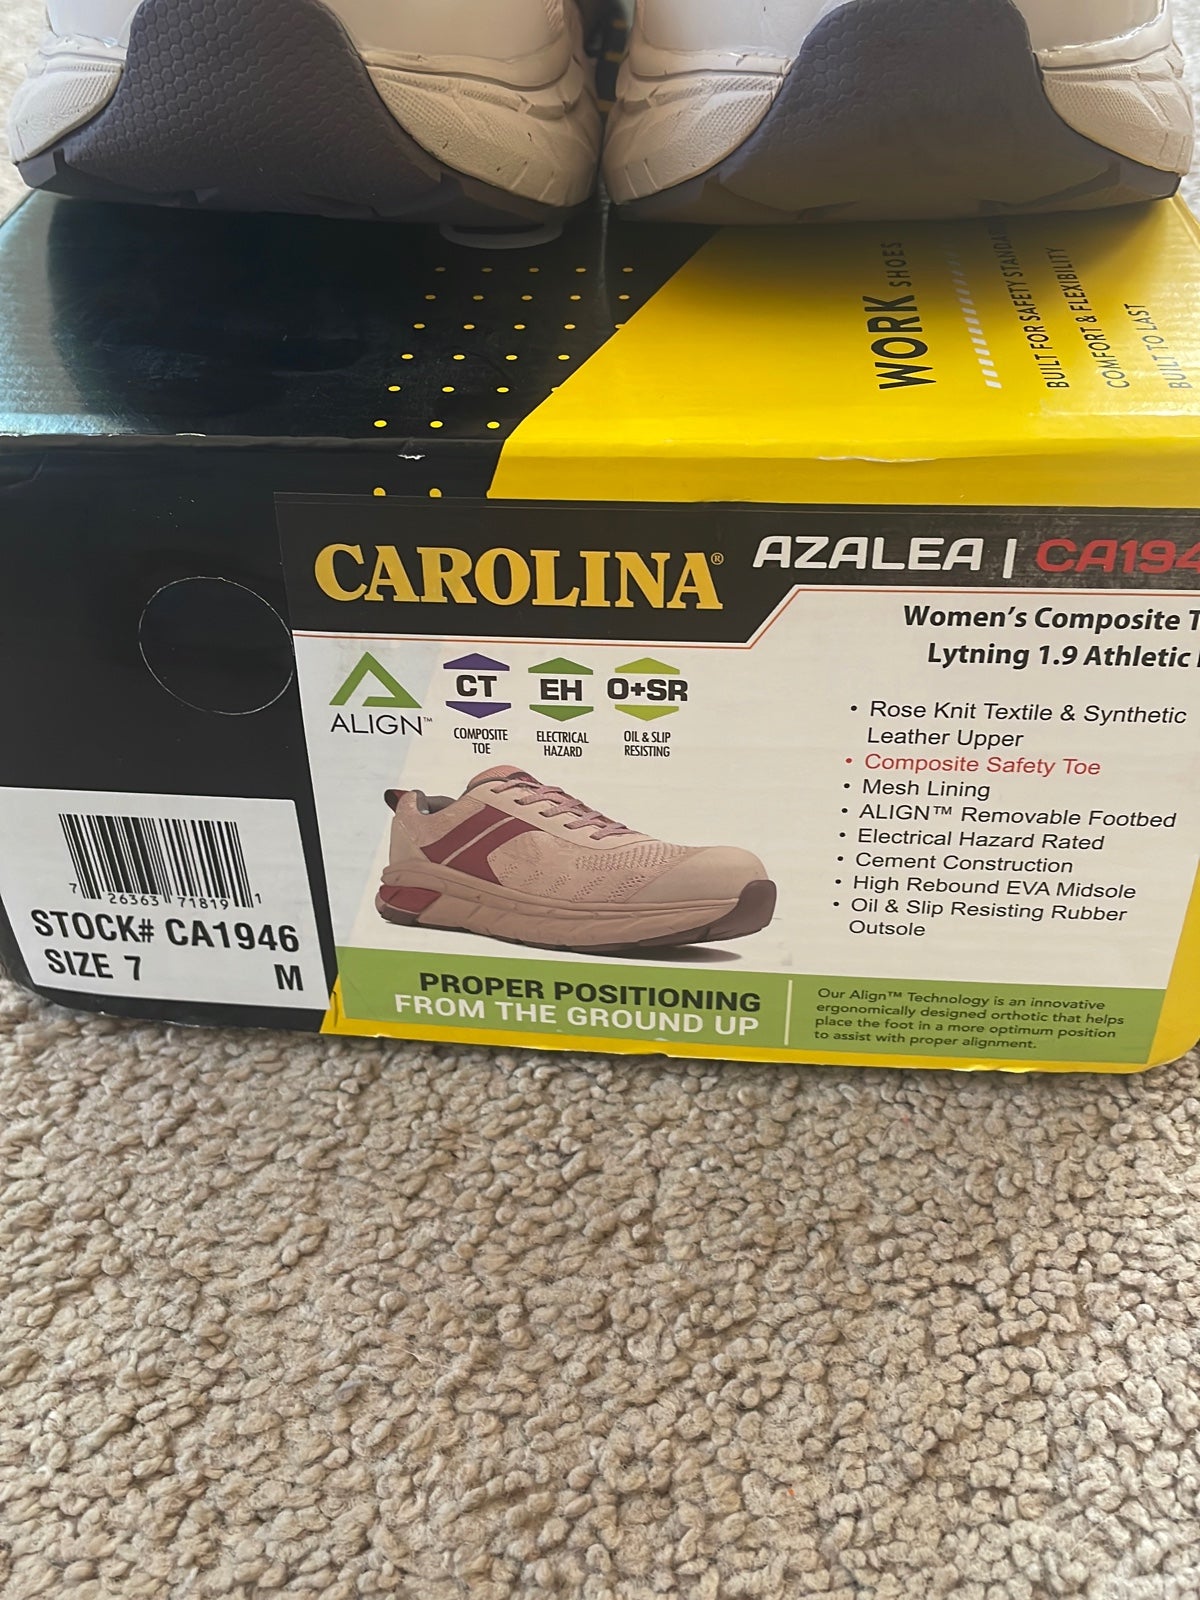 WORK SHOES
BUILT FOR SAFETY
COMFORT & FLEXIBILITY
BUILT TO LAST
CAROLINA®
AZALEA | CA194
Women's Composite
Lytning 1.9 Athletic
ALIGN™
CT
COMPOSITE
TOE
EH
ELECTRICAL
HAZARD
O+SR
OIL & SLIP
RESISTING
• Rose Knit Textile & Synthetic
Leather Upper
• Composite Safety Toe
• Mesh Lining
• ALIGN™ Removable Footbed
• Electrical Hazard Rated
• Cement Construction
• High Rebound EVA Midsole
• Oil & Slip Resisting Rubber
Outsole
7 26363 71819 1
STOCK# CA1946
SIZE 7 M
PROPER POSITIONING
FROM THE GROUND UP
Our Align™ Technology is an innovative
ergonomically designed orthotic that helps
place the foot in a more optimum position
to assist with proper alignment.